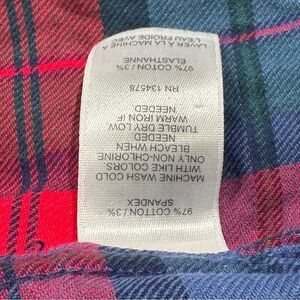 97% COTTON / 3%
SPANDEX
MACHINE WASH COLD
WITH LIKE COLORS
ONLY NON-CHLORINE
BLEACH WHEN
NEEDED
TUMBLE DRY LOW
WARM IRON IF
NEEDED
RN 134578
97% COTTON / 3%
ELASTHANNE
LAVER À LA MACHINE À
L'EAU FROIDE AVEC